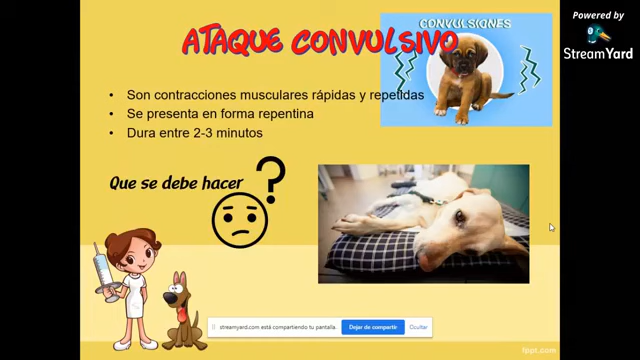 Powered by
StreamYard
CONVULSIONES
ATAQUE CONVULSIVO
• Son contracciones musculares rápidas y repetidas
• Se presenta en forma repentina
• Dura entre 2-3 minutos
Que se debe hacer ?
streamyard.com está compartiendo tu pantalla.
Dejar de compartir
Ocultar
fppt.com